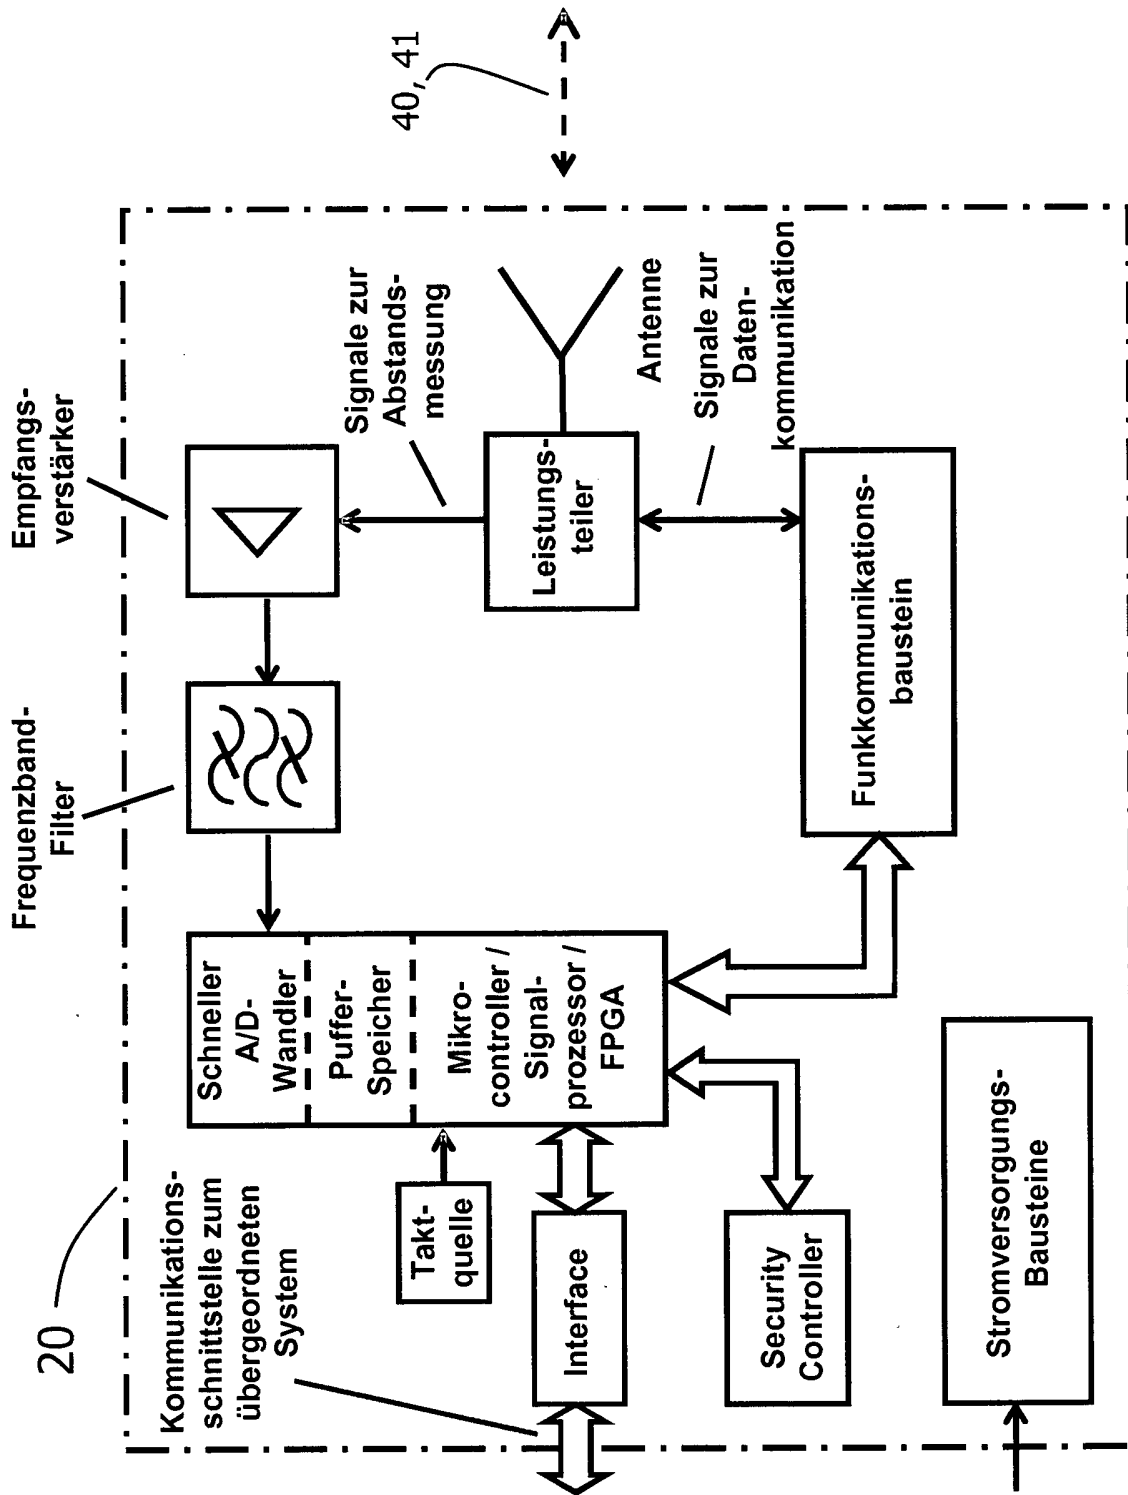 20
Kommunikations-
schnittstelle zum
übergeordneten
System
Frequenzband-
Filter
Empfangs-
verstärker
Schneller
A/D-
Wandler
Puffer-
Speicher
Mikro-
controller /
Signal-
prozessor /
FPGA
Takt-
quelle
Interface
Security
Controller
Stromversorgungs-
Bausteine
Signale zur
Abstands-
messung
Leistungs-
teiler
Antenne
Signale zur
Daten-
kommunikation
Funkkommunikations-
baustein
40, 41